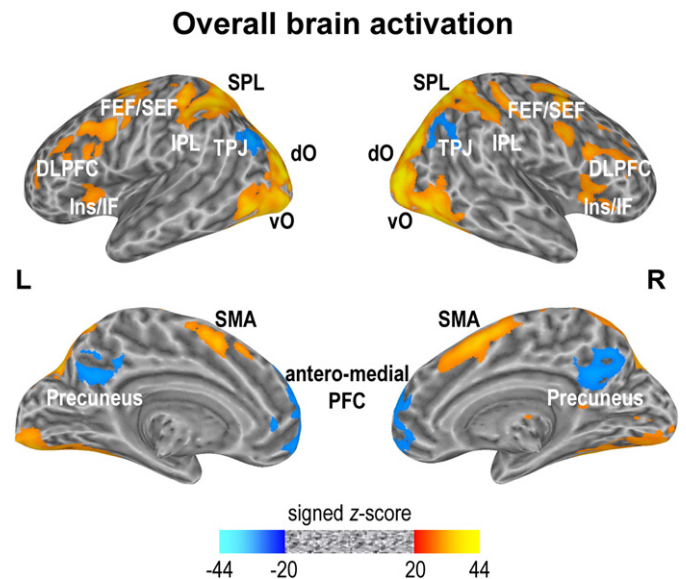 Overall brain activation
SPL
SPL
FEF/SEF
FEF/SEF
IPL
TPJ
dO
dO
TPJ
IPL
DLPFC
DLPFC
Ins/IF
Ins/IF
vO
vO
L
R
SMA
SMA
antero-medial
PFC
Precuneus
Precuneus
signed z-score
-44
-20
20
44